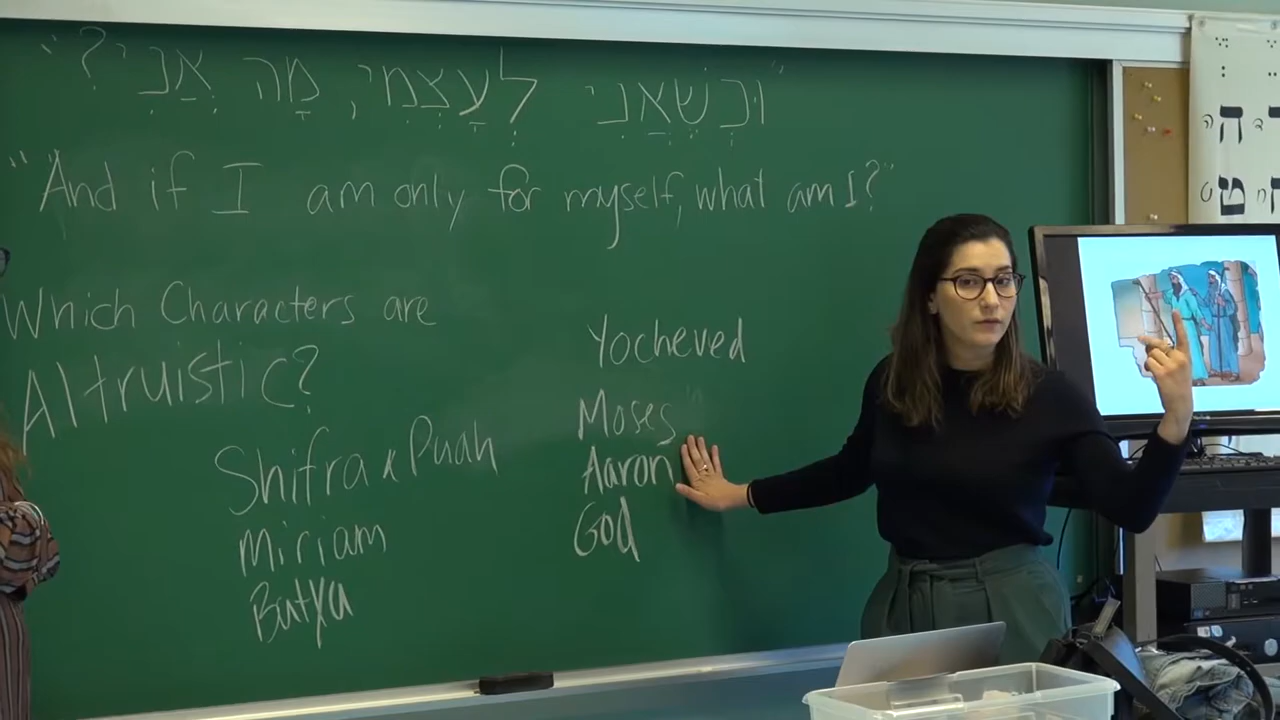 "וּכְשֶׁאֲנִי לְעַצְמִי, מָה אֲנִי?"
"And if I am only for myself, what am I?"
Which Characters are
Altruistic?
Shifra & Puah
Miriam
Batya
Yocheved
Moses
Aaron
God
ה
ט